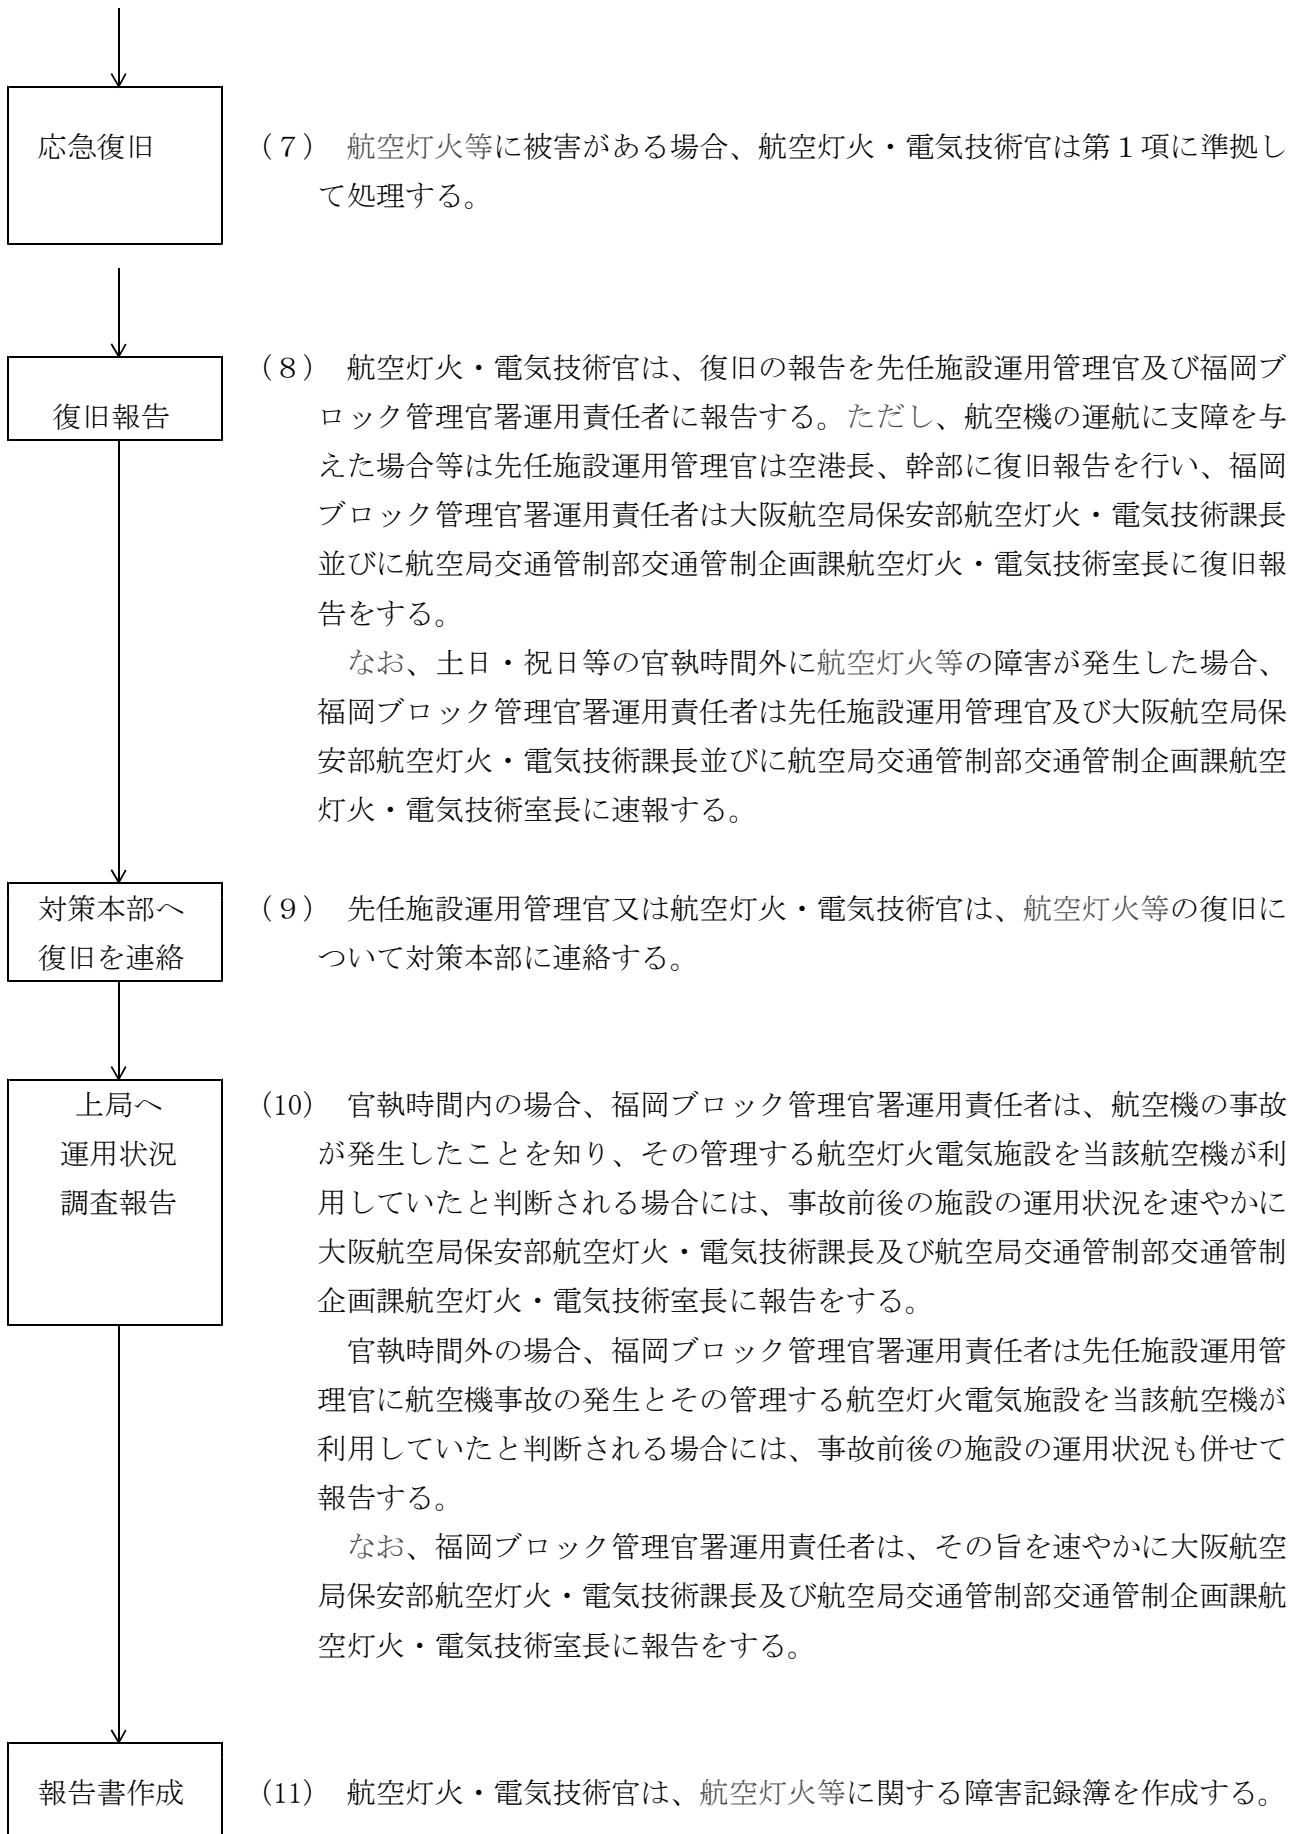 応急復旧
(7) 航空灯火等に被害がある場合、航空灯火・電気技術官は第1項に準拠し
て処理する。
復旧報告
(8) 航空灯火・電気技術官は、復旧の報告を先任施設運用管理官及び福岡ブ
ロック管理官署運用責任者に報告する。ただし、航空機の運航に支障を与
えた場合等は先任施設運用管理官は空港長、幹部に復旧報告を行い、福岡
ブロック管理官署運用責任者は大阪航空局保安部航空灯火・電気技術課長
並びに航空局交通管制部交通管制企画課航空灯火・電気技術室長に復旧報
告をする。
なお、土日・祝日等の官執時間外に航空灯火等の障害が発生した場合、
福岡ブロック管理官署運用責任者は先任施設運用管理官及び大阪航空局保
安部航空灯火・電気技術課長並びに航空局交通管制部交通管制企画課航空
灯火・電気技術室長に速報する。
対策本部へ
復旧を連絡
(9) 先任施設運用管理官又は航空灯火・電気技術官は、航空灯火等の復旧に
ついて対策本部に連絡する。
上局へ
運用状況
調査報告
(10) 官執時間内の場合、福岡ブロック管理官署運用責任者は、航空機の事故
が発生したことを知り、その管理する航空灯火電気施設を当該航空機が利
用していたと判断される場合には、事故前後の施設の運用状況を速やかに
大阪航空局保安部航空灯火・電気技術課長及び航空局交通管制部交通管制
企画課航空灯火・電気技術室長に報告をする。
官執時間外の場合、福岡ブロック管理官署運用責任者は先任施設運用管
理官に航空機事故の発生とその管理する航空灯火電気施設を当該航空機が
利用していたと判断される場合には、事故前後の施設の運用状況も併せて
報告する。
なお、福岡ブロック管理官署運用責任者は、その旨を速やかに大阪航空
局保安部航空灯火・電気技術課長及び航空局交通管制部交通管制企画課航
空灯火・電気技術室長に報告をする。
報告書作成
(11) 航空灯火・電気技術官は、航空灯火等に関する障害記録簿を作成する。